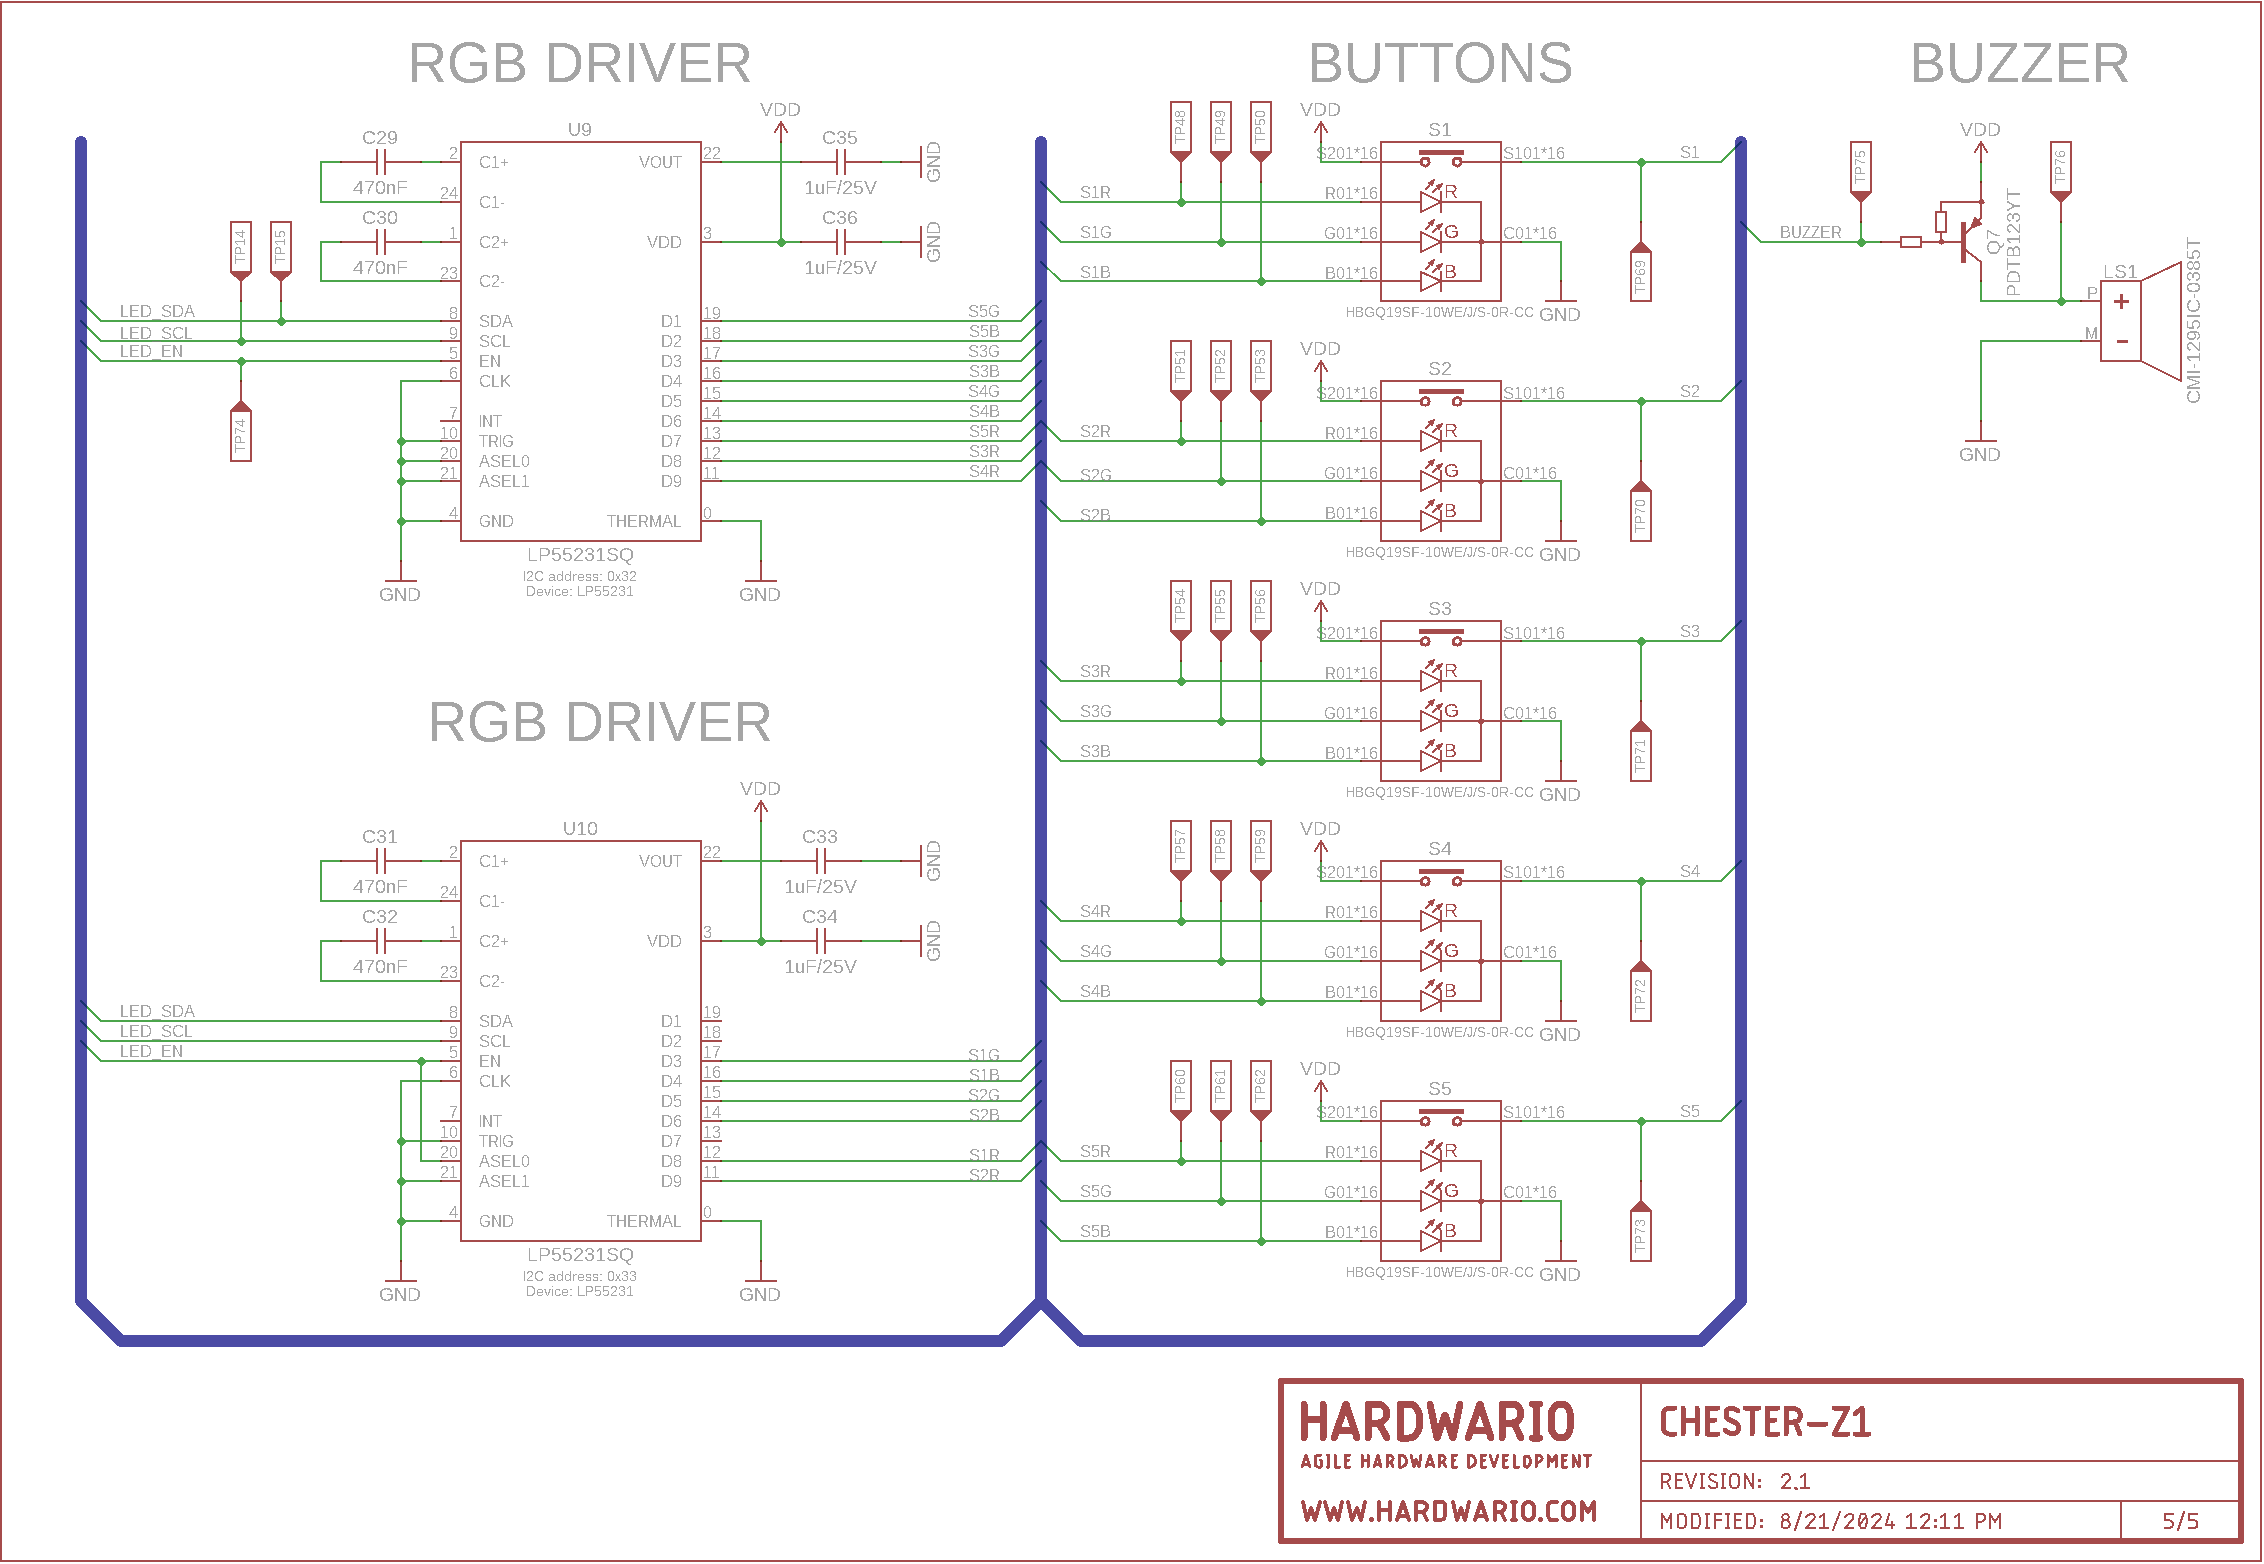 RGB DRIVER
BUTTONS
BUZZER
U9
C29
470nF
C30
470nF
VDD
C35
1uF/25V
GND
C36
1uF/25V
GND
TP14
TP15
TP74
LED_SDA
LED_SCL
LED_EN
2 C1+ VOUT 22
24 C1-
1 C2+ VDD 3
23 C2-
8 SDA D1 19 S5G
9 SCL D2 18 S5B
5 EN D3 17 S3G
6 CLK D4 16 S3B
D5 15 S4G
7 INT D6 14 S4B
10 TRIG D7 13 S5R
20 ASEL0 D8 12 S3R
21 ASEL1 D9 11 S4R
4 GND THERMAL 0
LP55231SQ
I2C address: 0x32
Device: LP55231
GND
GND
RGB DRIVER
U10
C31
470nF
C32
470nF
VDD
C33
1uF/25V
GND
C34
1uF/25V
GND
LED_SDA
LED_SCL
LED_EN
2 C1+ VOUT 22
24 C1-
1 C2+ VDD 3
23 C2-
8 SDA D1 19
9 SCL D2 18
5 EN D3 17 S1G
6 CLK D4 16 S1B
D5 15 S2G
7 INT D6 14 S2B
10 TRIG D7 13
20 ASEL0 D8 12 S1R
21 ASEL1 D9 11 S2R
4 GND THERMAL 0
LP55231SQ
I2C address: 0x33
Device: LP55231
GND
GND
TP48
TP49
TP50
VDD
S1
S201*16 S101*16 S1
S1R R01*16 R
S1G G01*16 G C01*16
S1B B01*16 B
HBGQ19SF-10WE/J/S-0R-CC
GND
TP69
TP51
TP52
TP53
VDD
S2
S201*16 S101*16 S2
S2R R01*16 R
S2G G01*16 G C01*16
S2B B01*16 B
HBGQ19SF-10WE/J/S-0R-CC
GND
TP70
TP54
TP55
TP56
VDD
S3
S201*16 S101*16 S3
S3R R01*16 R
S3G G01*16 G C01*16
S3B B01*16 B
HBGQ19SF-10WE/J/S-0R-CC
GND
TP71
TP57
TP58
TP59
VDD
S4
S201*16 S101*16 S4
S4R R01*16 R
S4G G01*16 G C01*16
S4B B01*16 B
HBGQ19SF-10WE/J/S-0R-CC
GND
TP72
TP60
TP61
TP62
VDD
S5
S201*16 S101*16 S5
S5R R01*16 R
S5G G01*16 G C01*16
S5B B01*16 B
HBGQ19SF-10WE/J/S-0R-CC
GND
TP73
TP75
VDD
TP76
BUZZER
Q7
PDTB123YT
LS1
P +
M -
CMI-1295IC-0385T
GND
HARDWARIO
AGILE HARDWARE DEVELOPMENT
WWW.HARDWARIO.COM
CHESTER-Z1
REVISION: 2.1
MODIFIED: 8/21/2024 12:11 PM
5/5